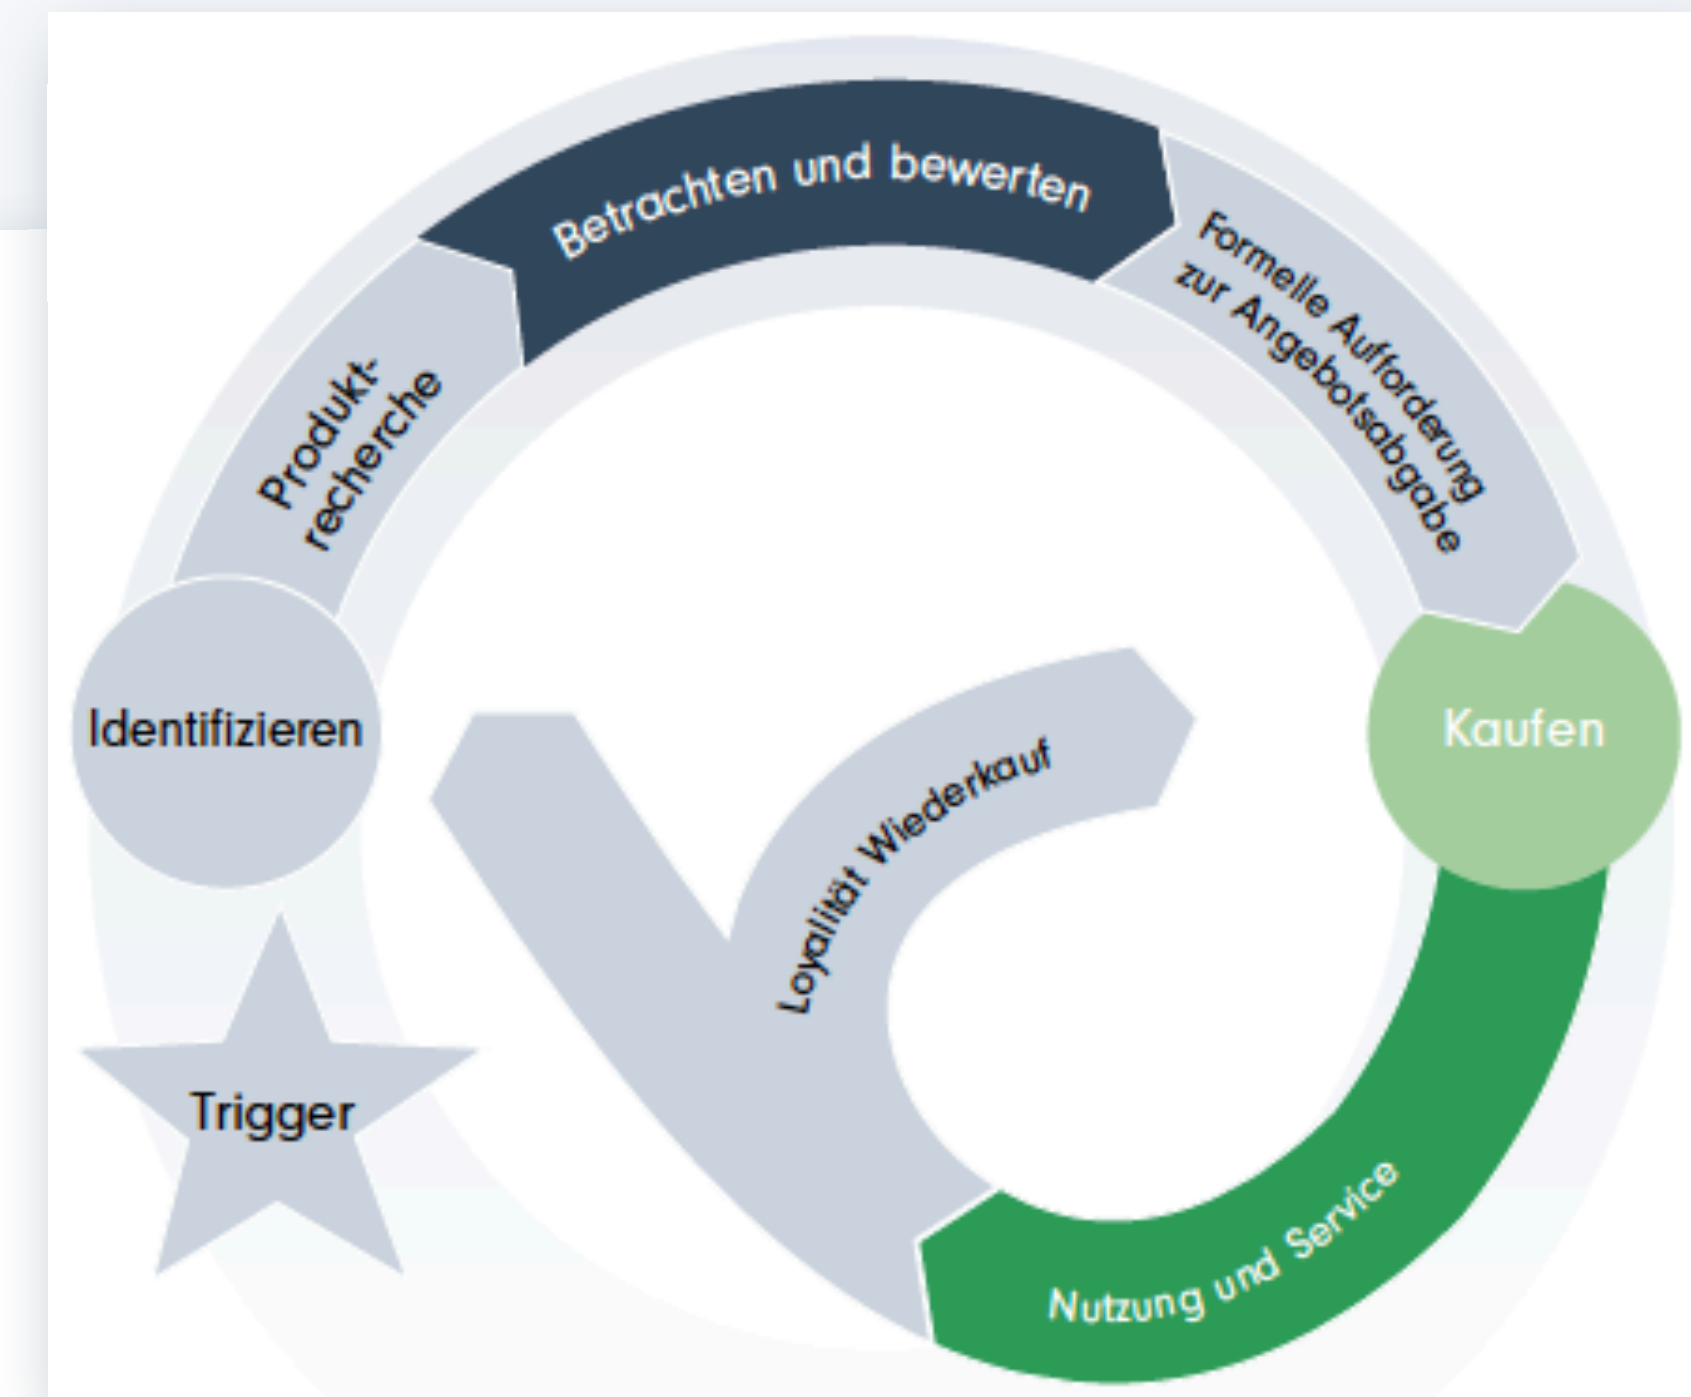 Betrachten und bewerten
Formelle Aufforderung
zur Angebotsabgabe
Produkt-
recherche
Identifizieren
Kaufen
Loyalität Wiederkauf
Trigger
Nutzung und Service